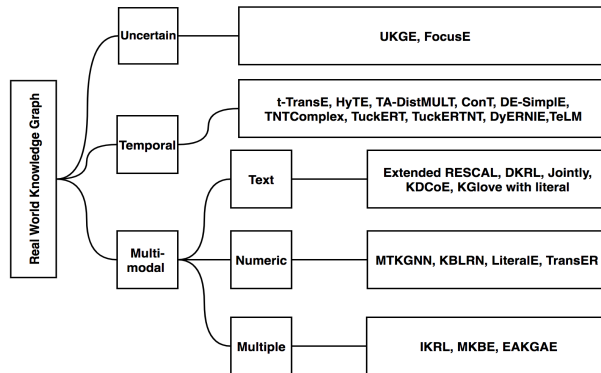 Real World Knowledge Graph
Uncertain
UKGE, FocusE
Temporal
t-TransE, HyTE, TA-DistMULT, ConT, DE-SimplE,
TNTComplex, TuckERT, TuckERTNT, DyERNIE,TeLM
Multi-
modal
Text
Extended RESCAL, DKRL, Jointly,
KDCoE, KGlove with literal
Numeric
MTKGNN, KBLRN, LiteralE, TransER
Multiple
IKRL, MKBE, EAKGAE